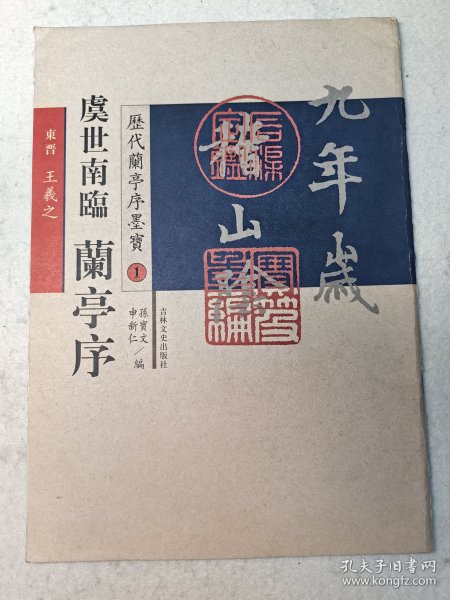 九年歲
山陰
歷代蘭亭序墨寶
1
虞世南臨 蘭亭序
東晉 王羲之
孫寶文
申新仁／編
吉林文史出版社
孔夫子旧书网
www.kongfz.com